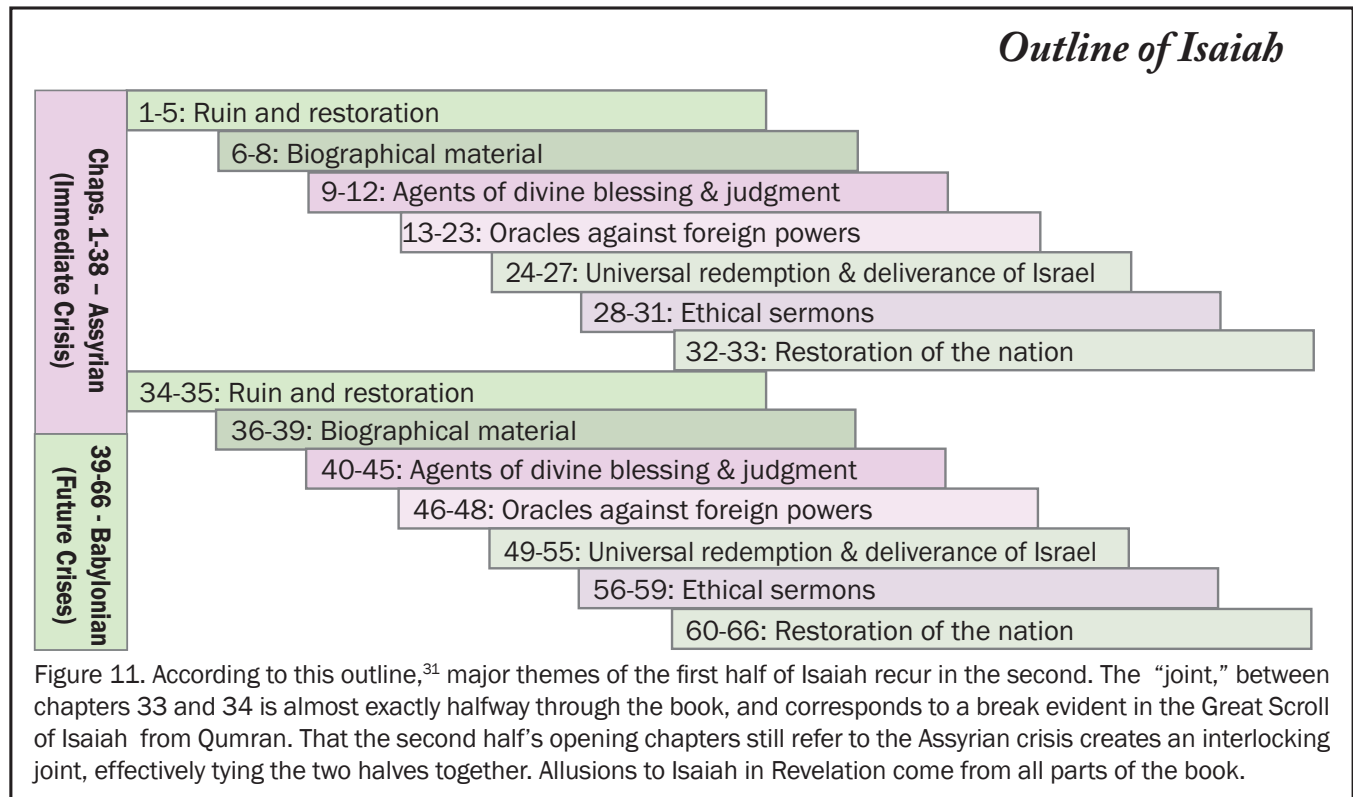 Outline of Isaiah
Chaps. 1-38 – Assyrian
(Immediate Crisis)
1-5: Ruin and restoration
6-8: Biographical material
9-12: Agents of divine blessing & judgment
13-23: Oracles against foreign powers
24-27: Universal redemption & deliverance of Israel
28-31: Ethical sermons
32-33: Restoration of the nation
39-66 - Babylonian
(Future Crises)
34-35: Ruin and restoration
36-39: Biographical material
40-45: Agents of divine blessing & judgment
46-48: Oracles against foreign powers
49-55: Universal redemption & deliverance of Israel
56-59: Ethical sermons
60-66: Restoration of the nation
Figure 11. According to this outline,³¹ major themes of the first half of Isaiah recur in the second. The “joint,” between
chapters 33 and 34 is almost exactly halfway through the book, and corresponds to a break evident in the Great Scroll
of Isaiah from Qumran. That the second half’s opening chapters still refer to the Assyrian crisis creates an interlocking
joint, effectively tying the two halves together. Allusions to Isaiah in Revelation come from all parts of the book.